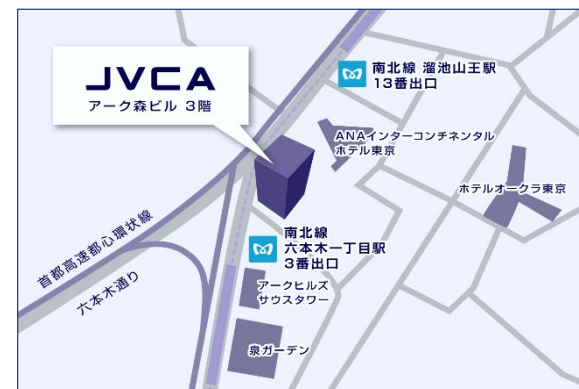 JVCA
アーク森ビル 3階
南北線 溜池山王駅
13番出口
ANAインターコンチネンタル
ホテル東京
ホテルオークラ東京
南北線
六本木一丁目駅
3番出口
首都高速都心環状線
六本木通り
アークヒルズ
サウスタワー
泉ガーデン